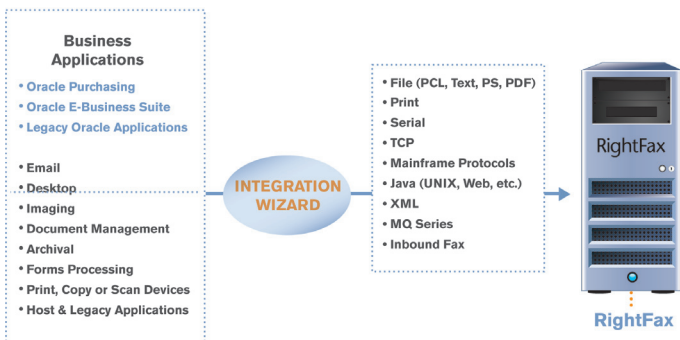 Business
Applications
• Oracle Purchasing
• Oracle E-Business Suite
• Legacy Oracle Applications
• Email
• Desktop
• Imaging
• Document Management
• Archival
• Forms Processing
• Print, Copy or Scan Devices
• Host & Legacy Applications
INTEGRATION
WIZARD
• File (PCL, Text, PS, PDF)
• Print
• Serial
• TCP
• Mainframe Protocols
• Java (UNIX, Web, etc.)
• XML
• MQ Series
• Inbound Fax
RightFax
RightFax